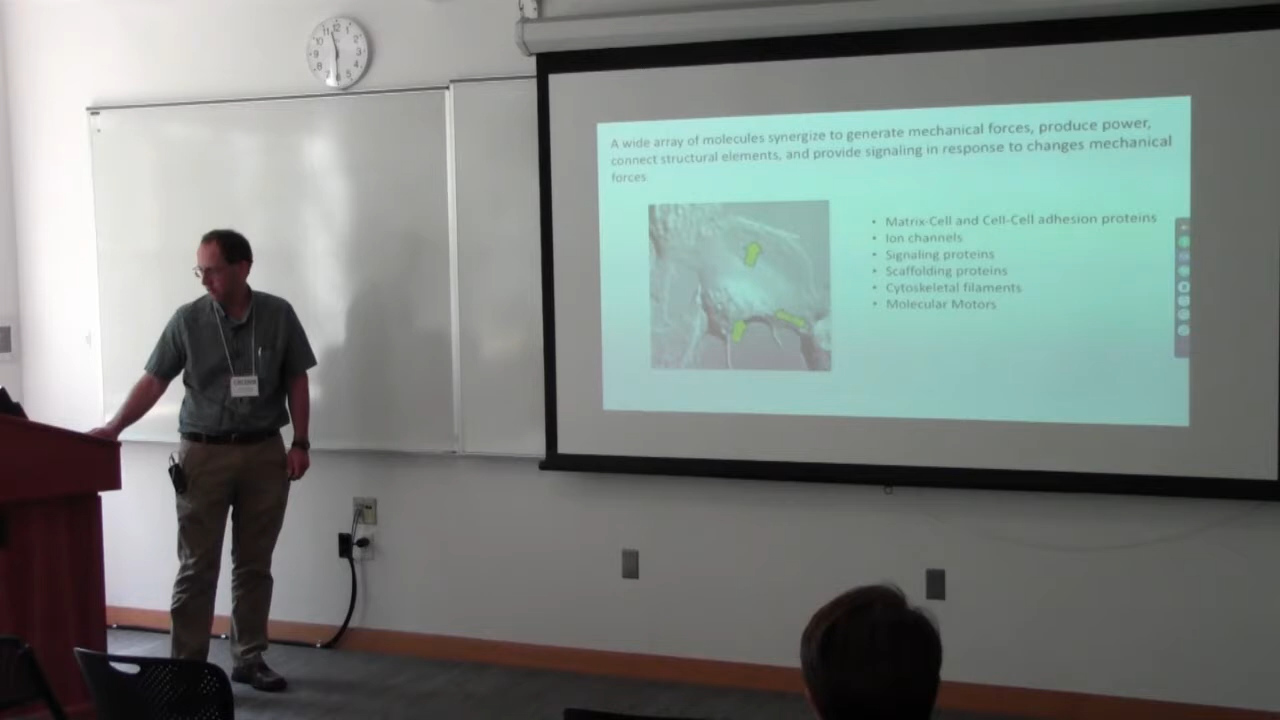 A wide array of molecules synergize to generate mechanical forces, produce power,
connect structural elements, and provide signaling in response to changes mechanical
forces.
• Matrix-Cell and Cell-Cell adhesion proteins
• Ion channels
• Signaling proteins
• Scaffolding proteins
• Cytoskeletal filaments
• Molecular Motors